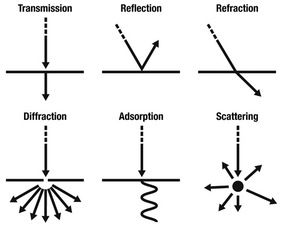 Transmission
Reflection
Refraction
Diffraction
Adsorption
Scattering